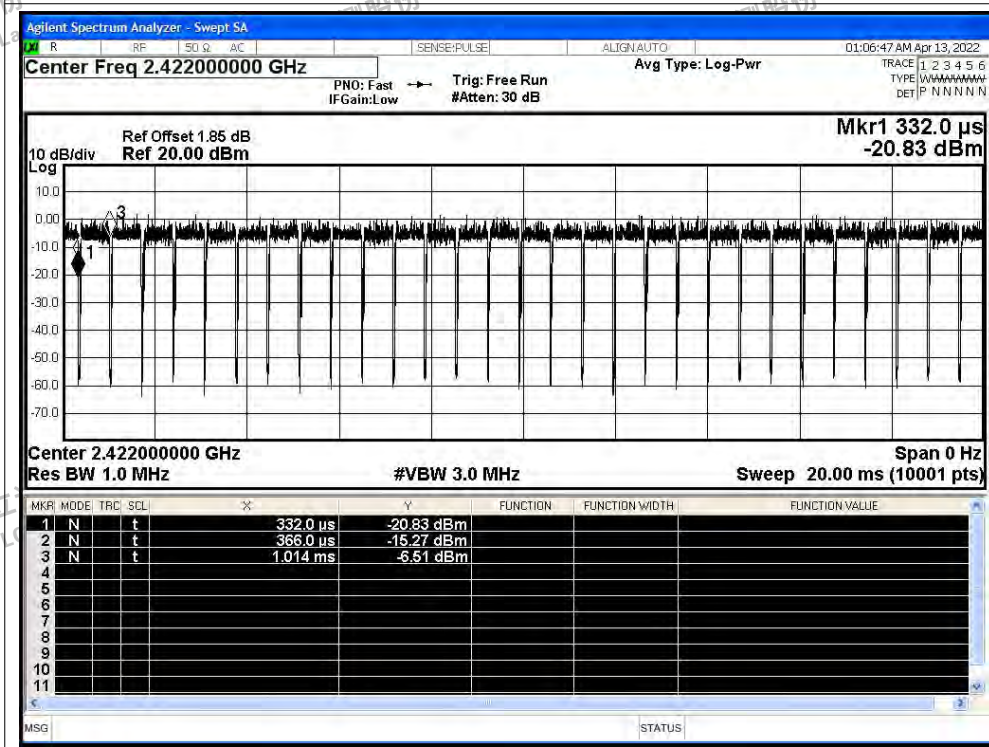 Agilent Spectrum Analyzer - Swept SA
LXI R RF 50 Ω AC SENSE:PULSE ALIGN AUTO 01:06:47 AM Apr 13, 2022
Center Freq 2.422000000 GHz Avg Type: Log-Pwr TRACE 1 2 3 4 5 6
PNO: Fast Trig: Free Run TYPE WWWWWW
IFGain:Low #Atten: 30 dB DET P N N N N N
Mkr1 332.0 µs
Ref Offset 1.85 dB
10 dB/div Ref 20.00 dBm -20.83 dBm
Log
10.0
0.00
3
-10.0
1
-20.0
-30.0
-40.0
-50.0
-60.0
-70.0
Center 2.422000000 GHz Span 0 Hz
Res BW 1.0 MHz #VBW 3.0 MHz Sweep 20.00 ms (10001 pts)
MKR MODE TRC SCL X Y FUNCTION FUNCTION WIDTH FUNCTION VALUE
1 N t 332.0 µs -20.83 dBm
2 N t 366.0 µs -15.27 dBm
3 N t 1.014 ms -6.51 dBm
4
5
6
7
8
9
10
11
MSG STATUS